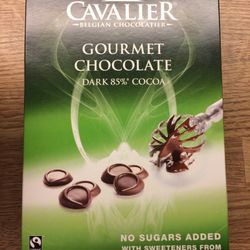 CAVALIER
BELGIAN CHOCOLATIER
GOURMET
CHOCOLATE
DARK 85%* COCOA
NO SUGARS ADDED
WITH SWEETENERS FROM